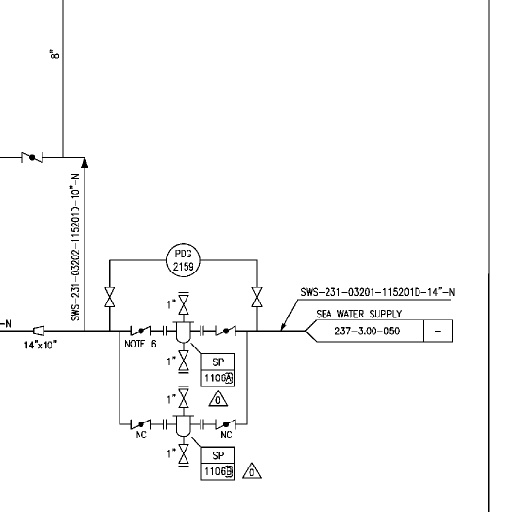 8"
SWS-231-03202-115201D-10"-N
PDG
2159
SWS-231-03201-115201D-14"-N
1"
SEA WATER SUPPLY
-N
14"x10"
NOTE 6
237-3.00-050
-
1"
SP
1106A
0
1"
NC
NC
1"
SP
1106B
0